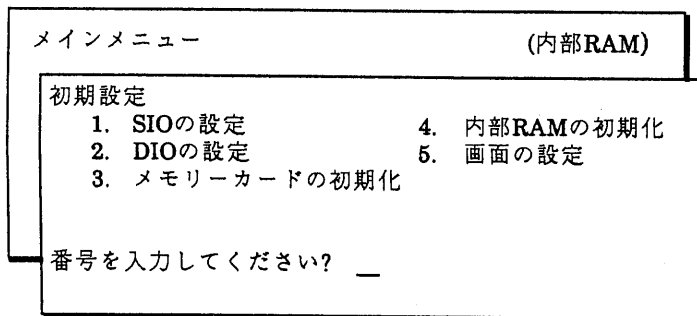 メインメニュー (内部RAM)
初期設定
1. SIOの設定 4. 内部RAMの初期化
2. DIOの設定 5. 画面の設定
3. メモリーカードの初期化
番号を入力してください? _